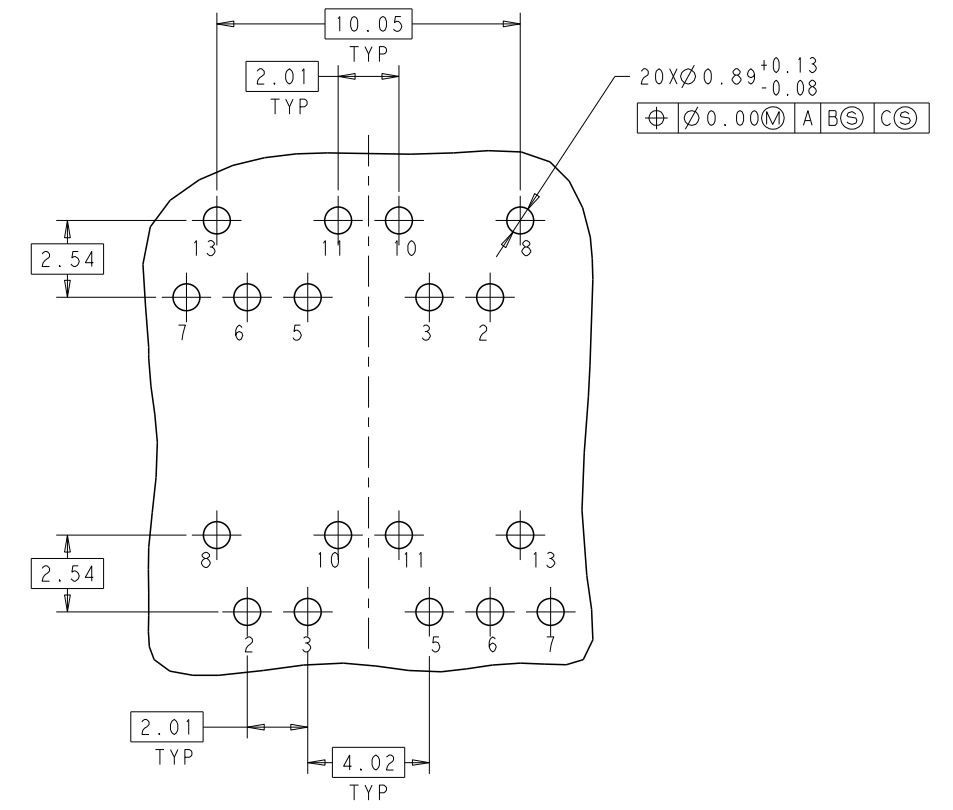 10.05
TYP
2.01
TYP
20XØ0.89 +0.13
-0.08
⌖ Ø0.00Ⓜ A BⓈ CⓈ
13 11 10 8
2.54
7 6 5 3 2
8 10 11 13
2.54
2 3 5 6 7
2.01
TYP
4.02
TYP